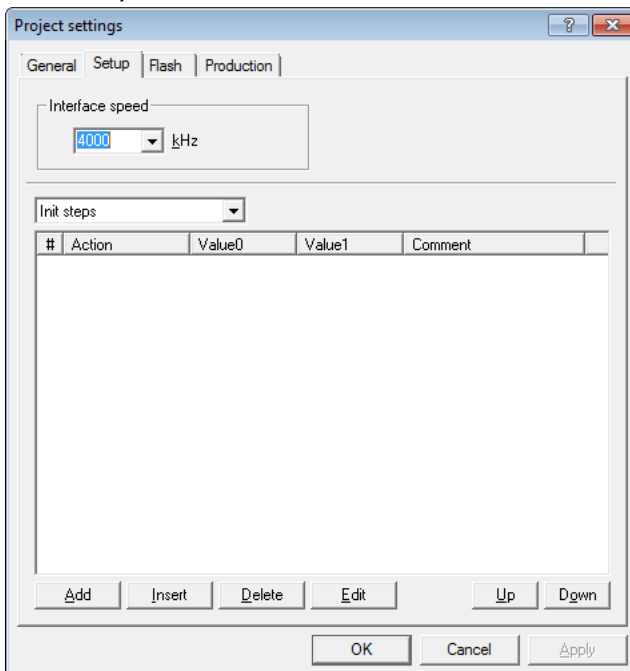 Project settings
General Setup Flash Production
Interface speed
4000 kHz
Init steps
# Action Value0 Value1 Comment
Add Insert Delete Edit Up Down
OK Cancel Apply